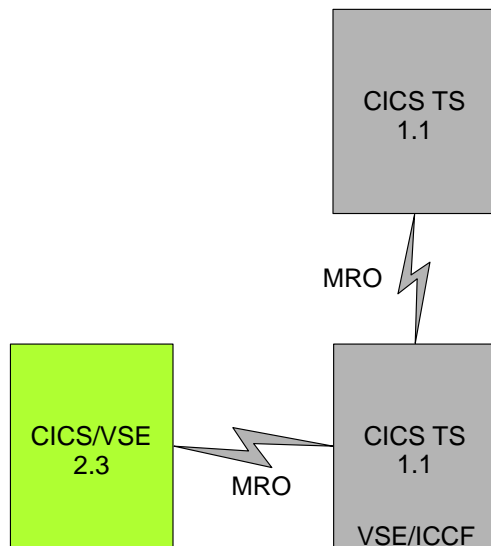 CICS TS
1.1
MRO
CICS/VSE
2.3
MRO
CICS TS
1.1
VSE/ICCF